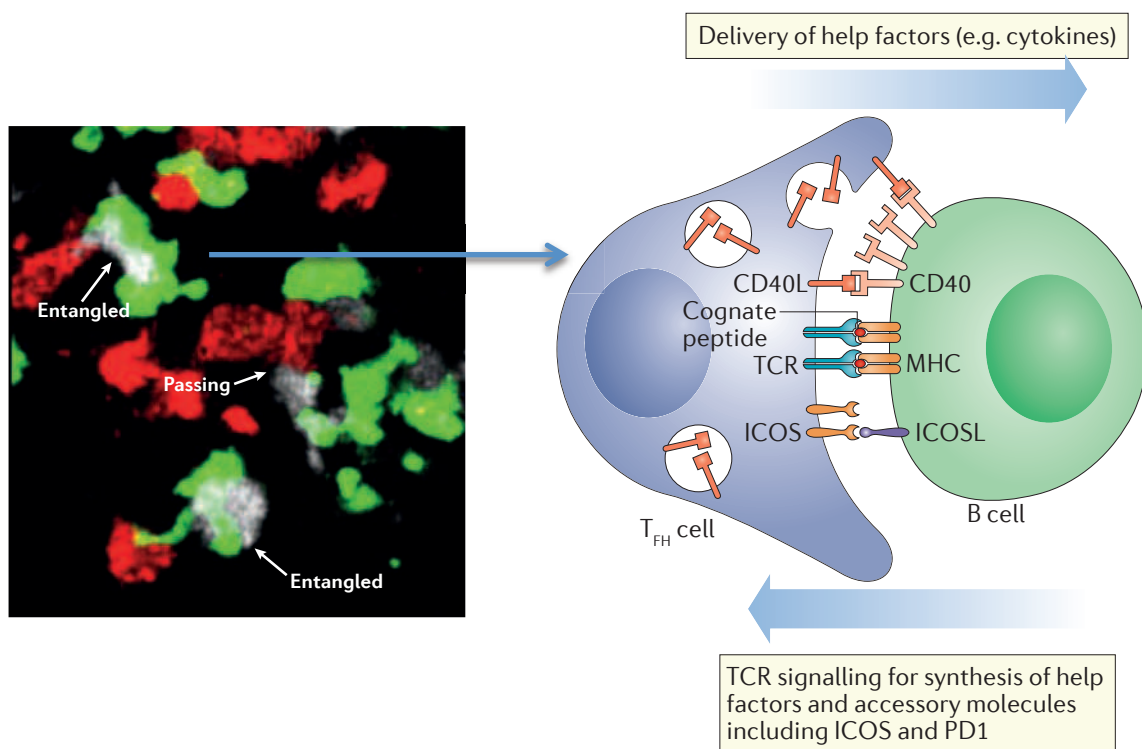 Delivery of help factors (e.g. cytokines)
Entangled
Passing
Entangled
CD40L
CD40
Cognate
peptide
TCR
MHC
ICOS
ICOSL
TFH cell
B cell
TCR signalling for synthesis of help
factors and accessory molecules
including ICOS and PD1